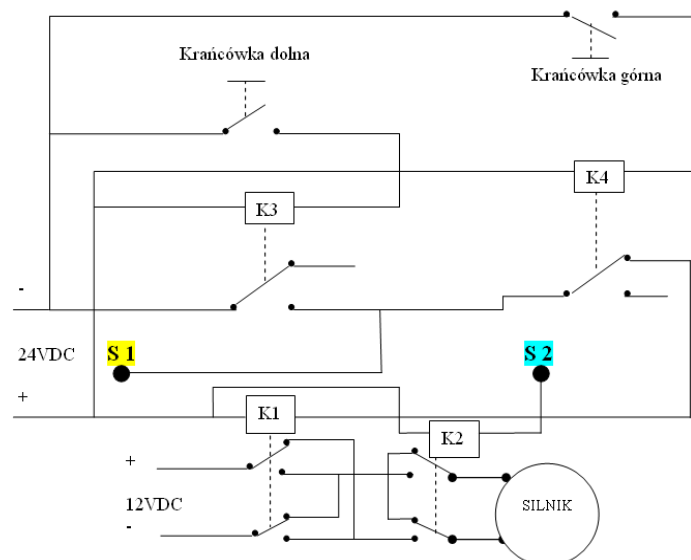 Krańcówka dolna
Krańcówka górna
K4
K3
-
24VDC
S 1
S 2
+
K1
K2
+
12VDC
-
SILNIK